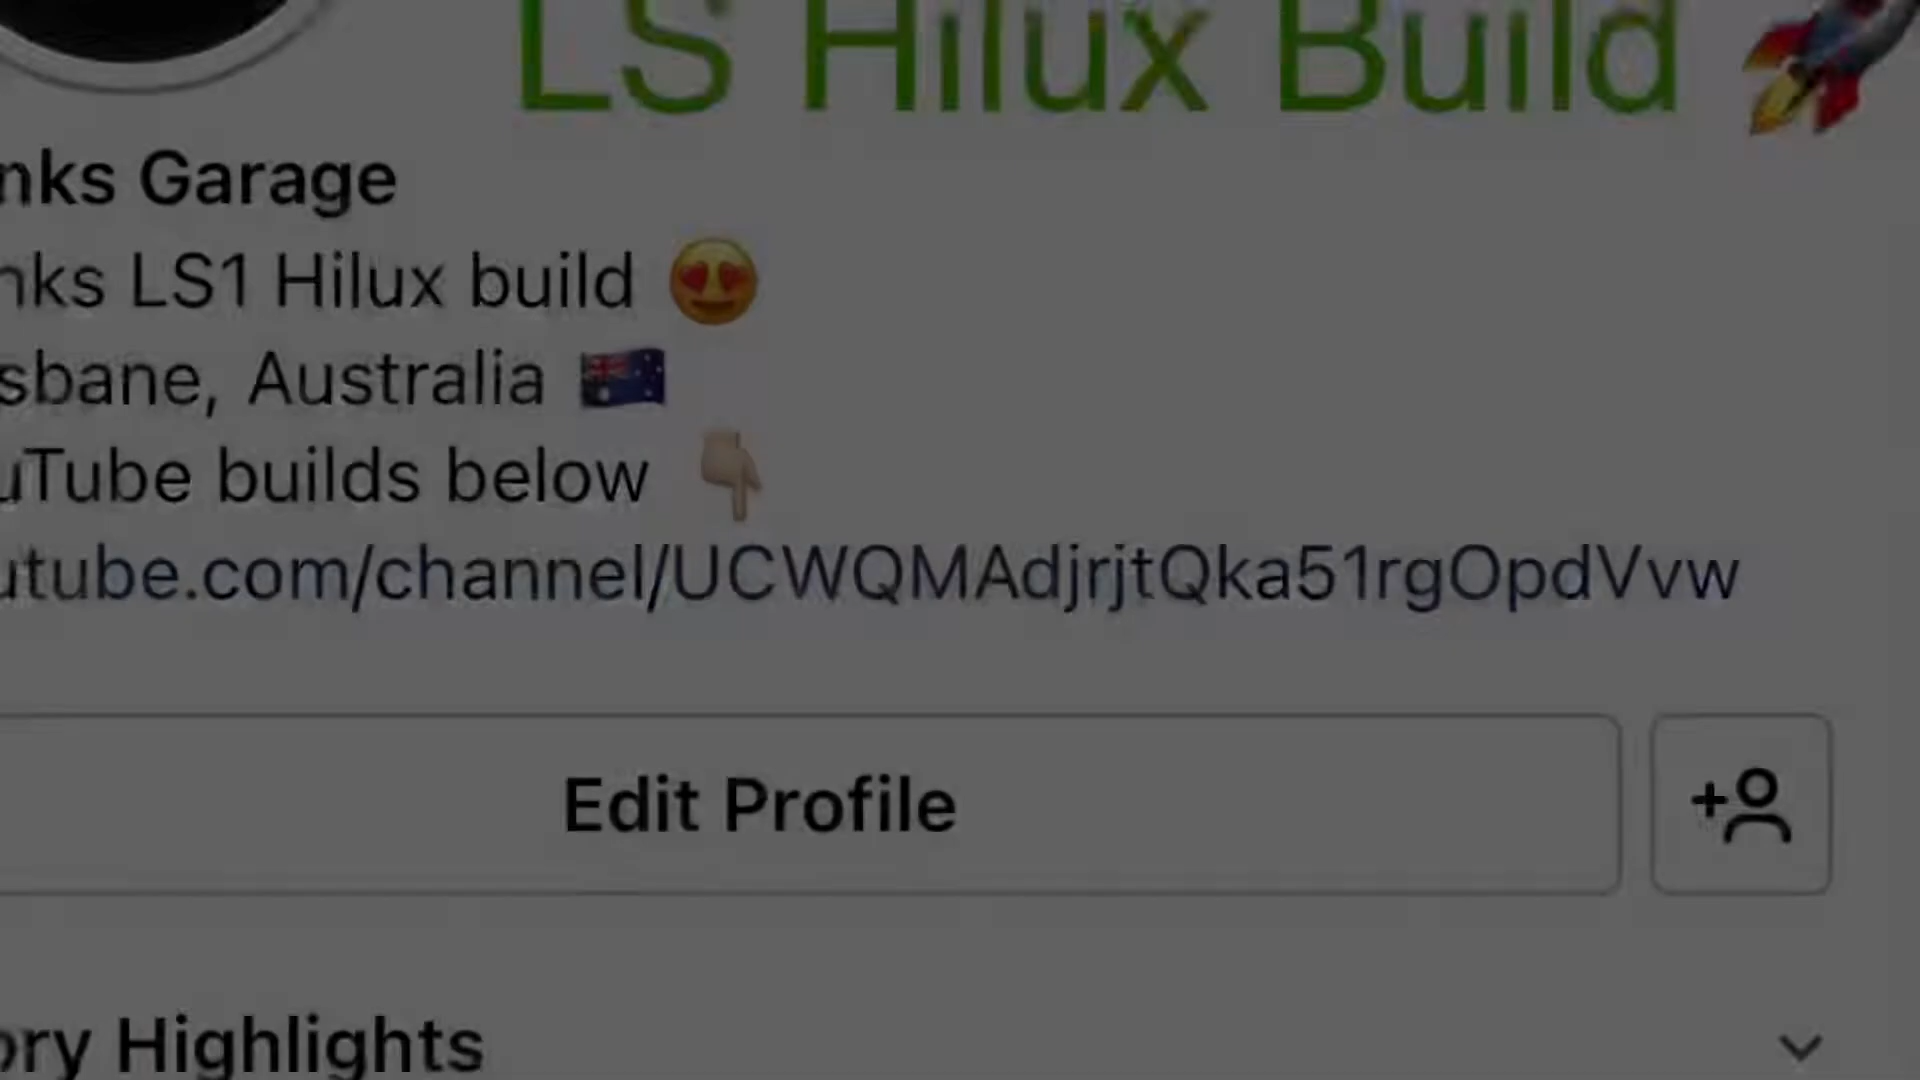 LS Hilux Build 🚀
nks Garage
nks LS1 Hilux build 😍
sbane, Australia 🇦🇺
uTube builds below 👇🏻
utube.com/channel/UCWQMAdjrjtQka51rgOpdVvw
Edit Profile
ory Highlights